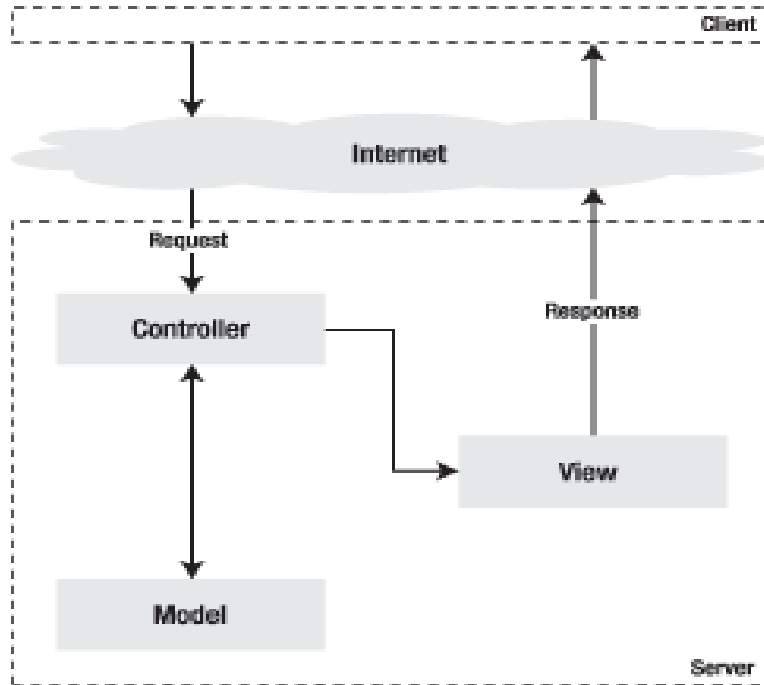 Client
Internet
Request
Controller
Response
View
Model
Server